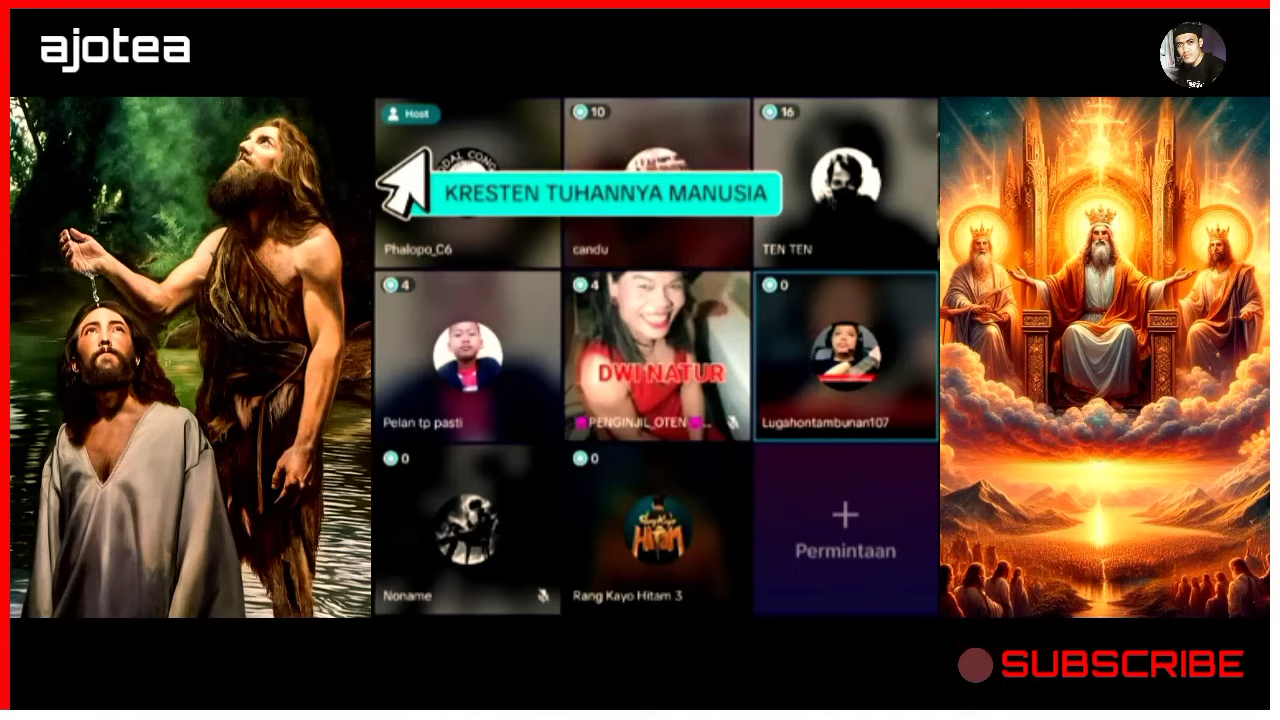 ajotea
Host
10
16
KRESTEN TUHANNYA MANUSIA
Phalopo_C6
candu
TEN TEN
4
4
0
DWI NATUR
Pelan tp pasti
PENGINJIL_OTEN
Lugahontambunan107
0
0
HITAM
Permintaan
Noname
Rang Kayo Hitam 3
SUBSCRIBE